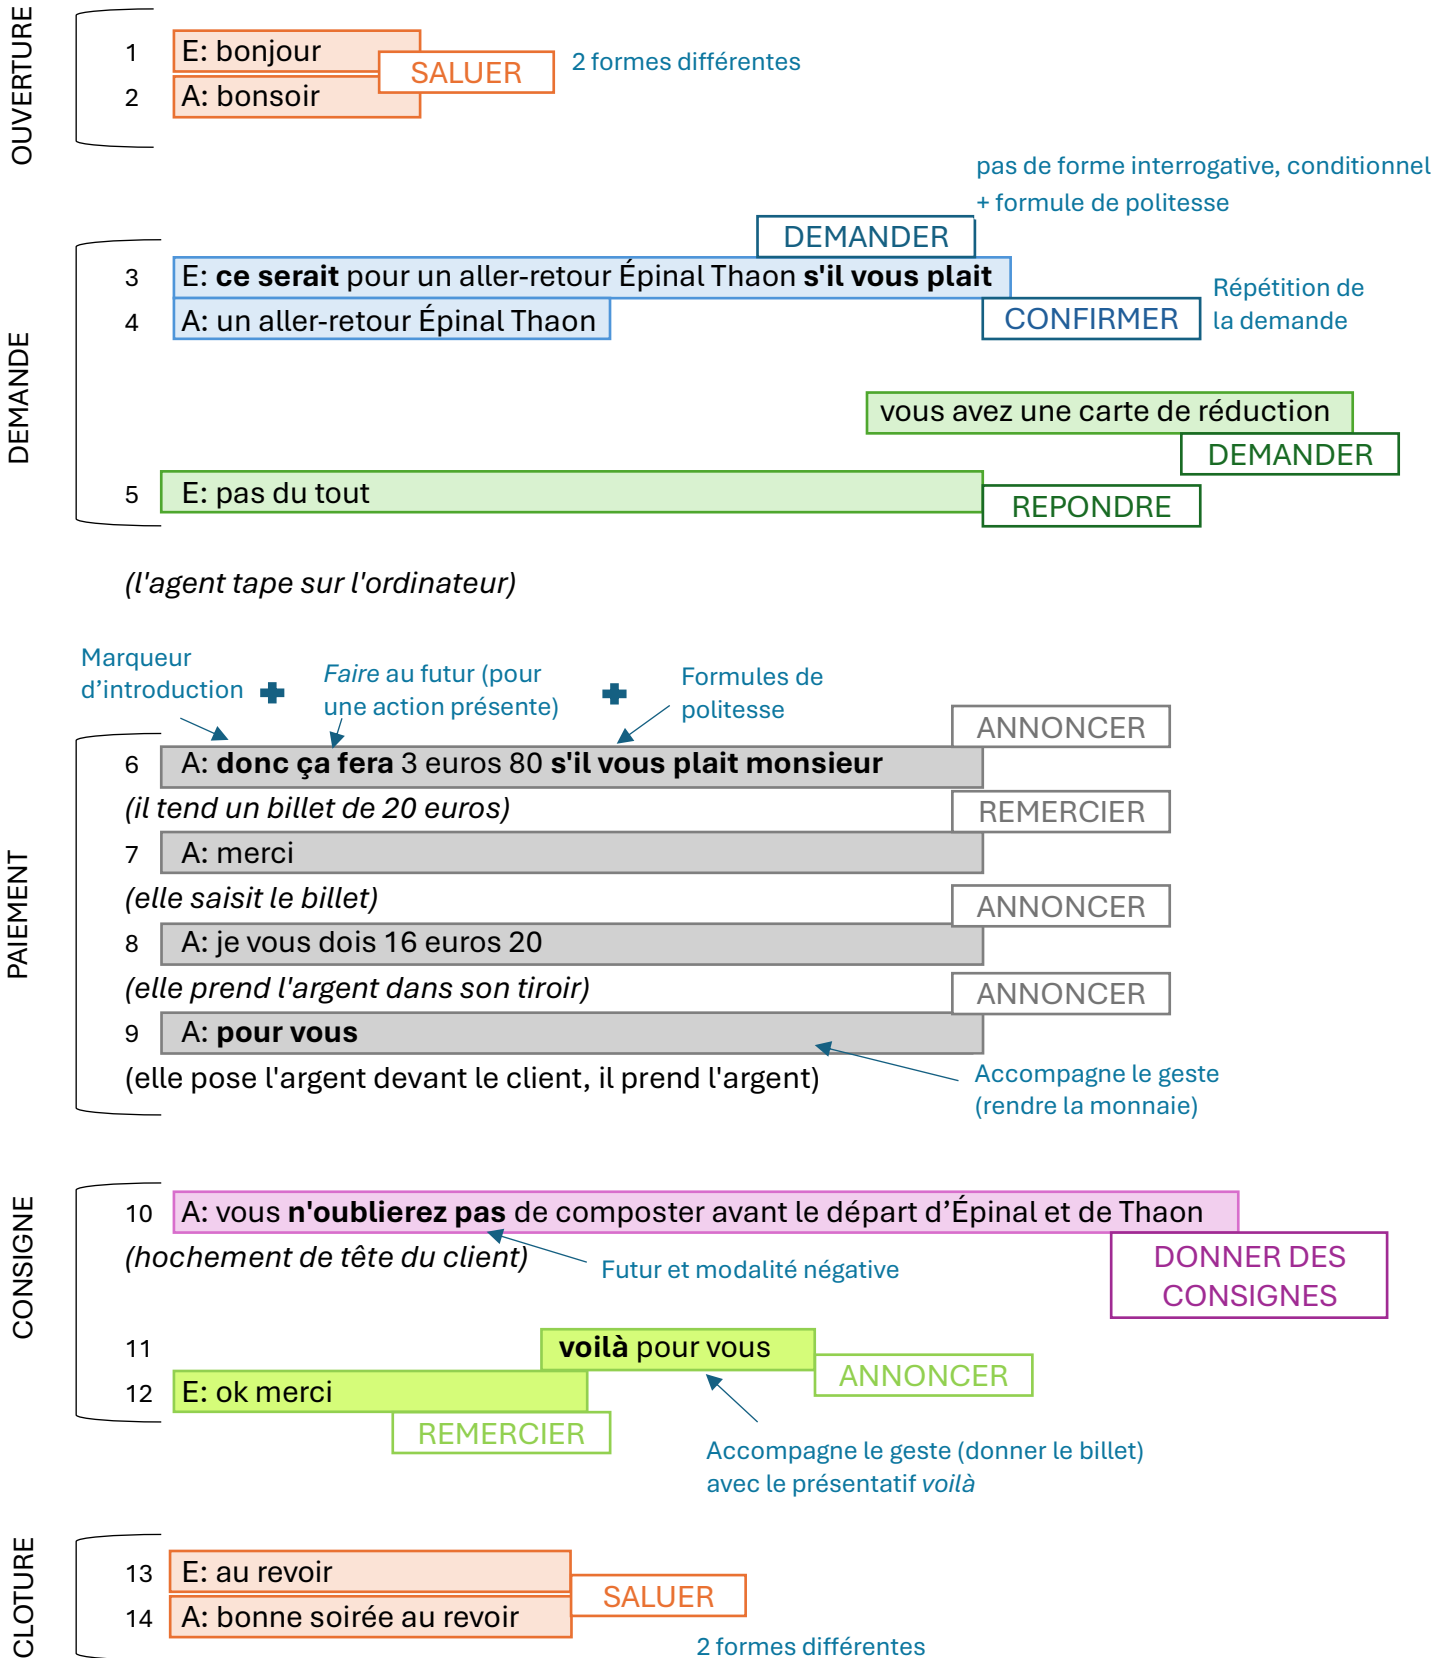 OUVERTURE
1 E: bonjour
SALUER
2 formes différentes
2 A: bonsoir
pas de forme interrogative, conditionnel
+ formule de politesse
DEMANDE
DEMANDER
3 E: ce serait pour un aller-retour Épinal Thaon s'il vous plait
4 A: un aller-retour Épinal Thaon
CONFIRMER
Répétition de
la demande
vous avez une carte de réduction
DEMANDER
5 E: pas du tout
REPONDRE
(l'agent tape sur l'ordinateur)
Marqueur
d’introduction
Faire au futur (pour
une action présente)
Formules de
politesse
PAIEMENT
ANNONCER
6 A: donc ça fera 3 euros 80 s'il vous plait monsieur
(il tend un billet de 20 euros)
REMERCIER
7 A: merci
(elle saisit le billet)
ANNONCER
8 A: je vous dois 16 euros 20
(elle prend l'argent dans son tiroir)
ANNONCER
9 A: pour vous
(elle pose l'argent devant le client, il prend l'argent)
Accompagne le geste
(rendre la monnaie)
CONSIGNE
10 A: vous n'oublierez pas de composter avant le départ d’Épinal et de Thaon
(hochement de tête du client)
Futur et modalité négative
DONNER DES
CONSIGNES
11 voilà pour vous
ANNONCER
12 E: ok merci
REMERCIER
Accompagne le geste (donner le billet)
avec le présentatif voilà
CLOTURE
13 E: au revoir
SALUER
14 A: bonne soirée au revoir
2 formes différentes